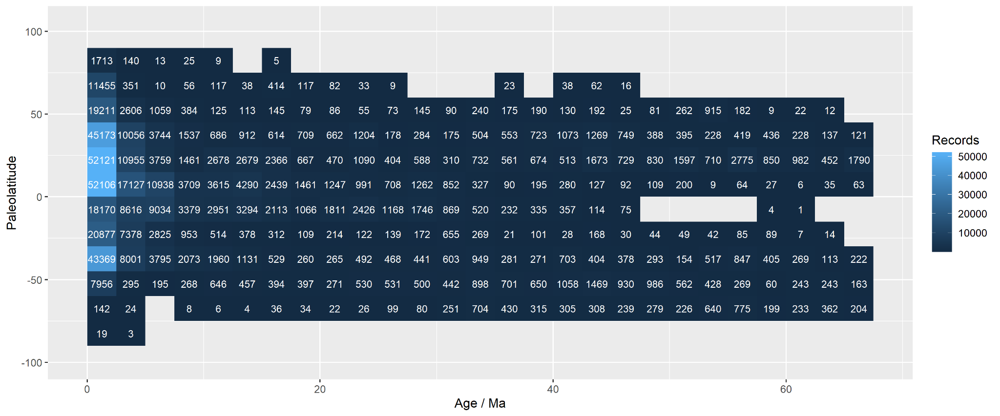 100
1713 140 13 25 9 5
11455 351 10 56 117 38 414 117 82 33 9 23 38 62 16
50
19211 2606 1059 384 125 113 145 79 86 55 73 145 90 240 175 190 130 192 25 81 262 915 182 9 22 12
45173 10056 3744 1537 686 912 614 709 662 1204 178 284 175 504 553 723 1073 1269 749 388 395 228 419 436 228 137 121
52121 10955 3759 1461 2678 2679 2366 667 470 1090 404 588 310 732 561 674 513 1673 729 830 1597 710 2775 850 982 452 1790
52106 17127 10938 3709 3615 4290 2439 1461 1247 991 708 1262 852 327 90 195 280 127 92 109 200 9 64 27 6 35 63
0
18170 8616 9034 3379 2951 3294 2113 1066 1811 2426 1168 1746 869 520 232 335 357 114 75 4 1
20877 7378 2825 953 514 378 312 109 214 122 139 172 655 269 21 101 28 168 30 44 49 42 85 89 7 14
43369 8001 3795 2073 1960 1131 529 260 265 492 468 441 603 949 281 271 703 404 378 293 154 517 847 405 269 113 222
-50
7956 295 195 268 646 457 394 397 271 530 531 500 442 898 701 650 1058 1469 930 986 562 428 269 60 243 243 163
142 24 8 6 4 36 34 22 26 99 80 251 704 430 315 305 308 239 279 226 640 775 199 233 362 204
19 3
-100
0 20 40 60
Age / Ma
Paleolatitude
Records
50000
40000
30000
20000
10000